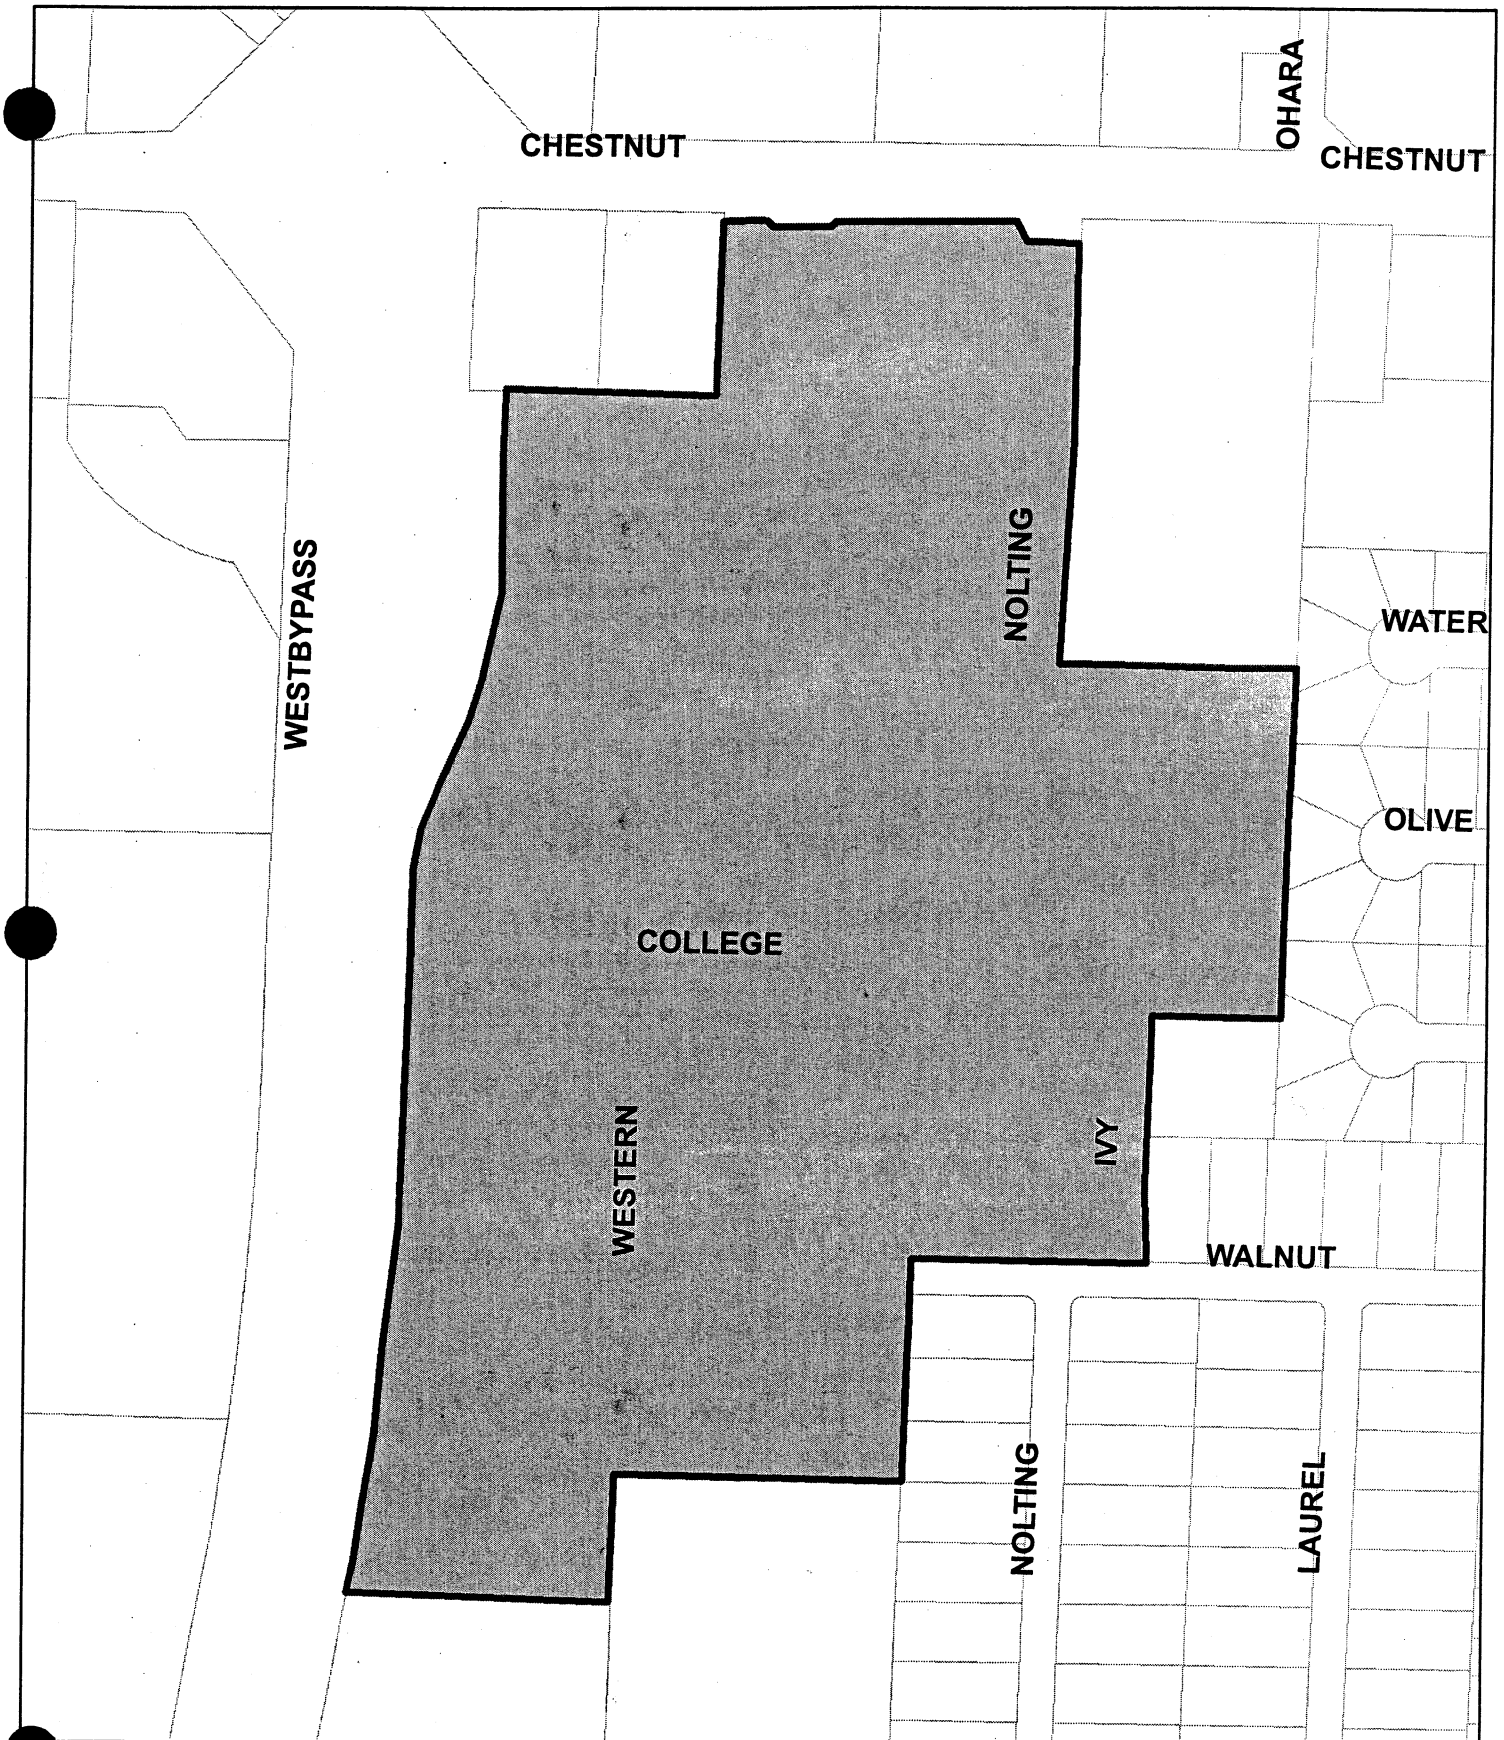 OHARA
CHESTNUT
CHESTNUT
NOLTING
WESTBYPASS
WATER
OLIVE
COLLEGE
WESTERN
IVY
WALNUT
NOLTING
LAUREL